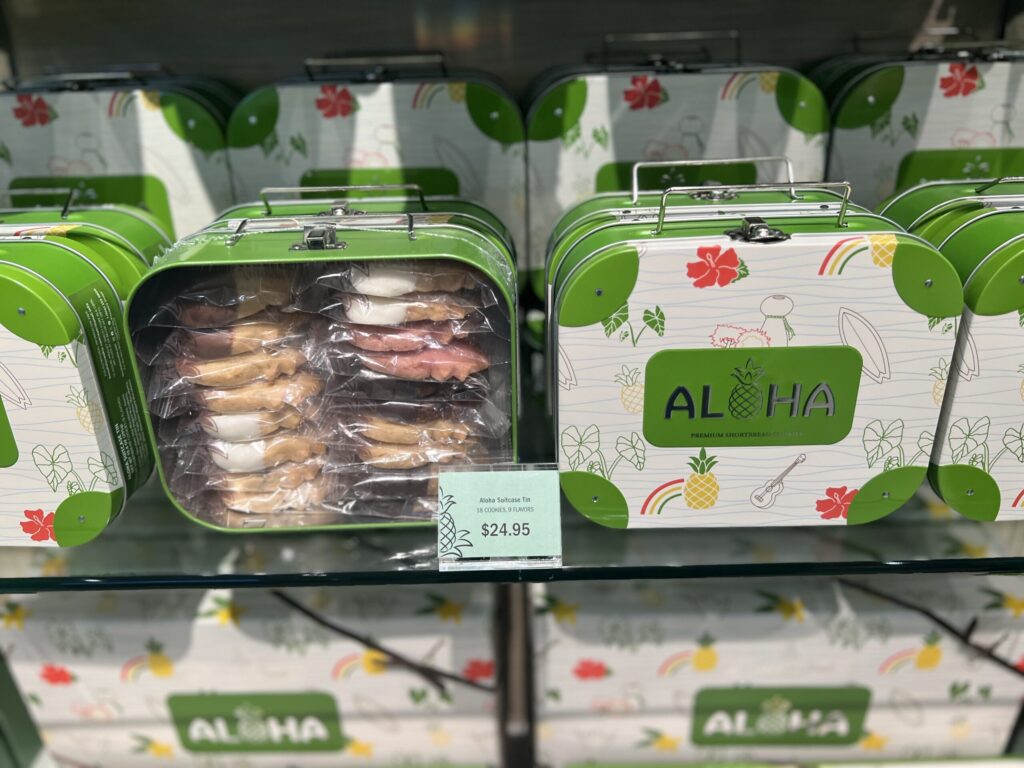 ALOHA
PREMIUM SHORTBREAD COOKIES
Aloha Suitcase Tin
18 COOKIES, 9 FLAVORS
$24.95
ALOHA
ALOHA